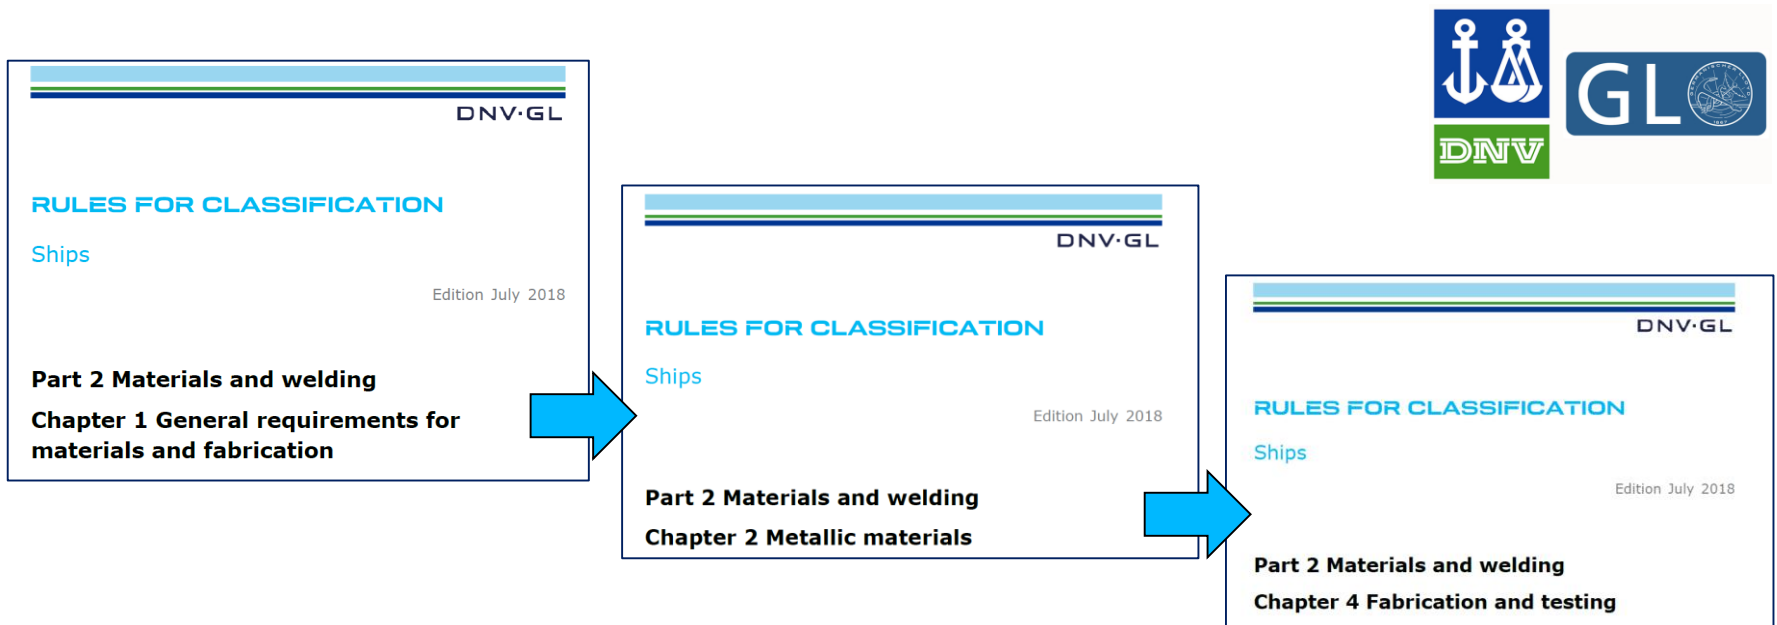 DNV·GL
RULES FOR CLASSIFICATION
Ships
Edition July 2018
Part 2 Materials and welding
Chapter 1 General requirements for
materials and fabrication
DNV·GL
RULES FOR CLASSIFICATION
Ships
Edition July 2018
Part 2 Materials and welding
Chapter 2 Metallic materials
DNV·GL
RULES FOR CLASSIFICATION
Ships
Edition July 2018
Part 2 Materials and welding
Chapter 4 Fabrication and testing
DNV
GL
GERMANISCHER LLOYD
1867